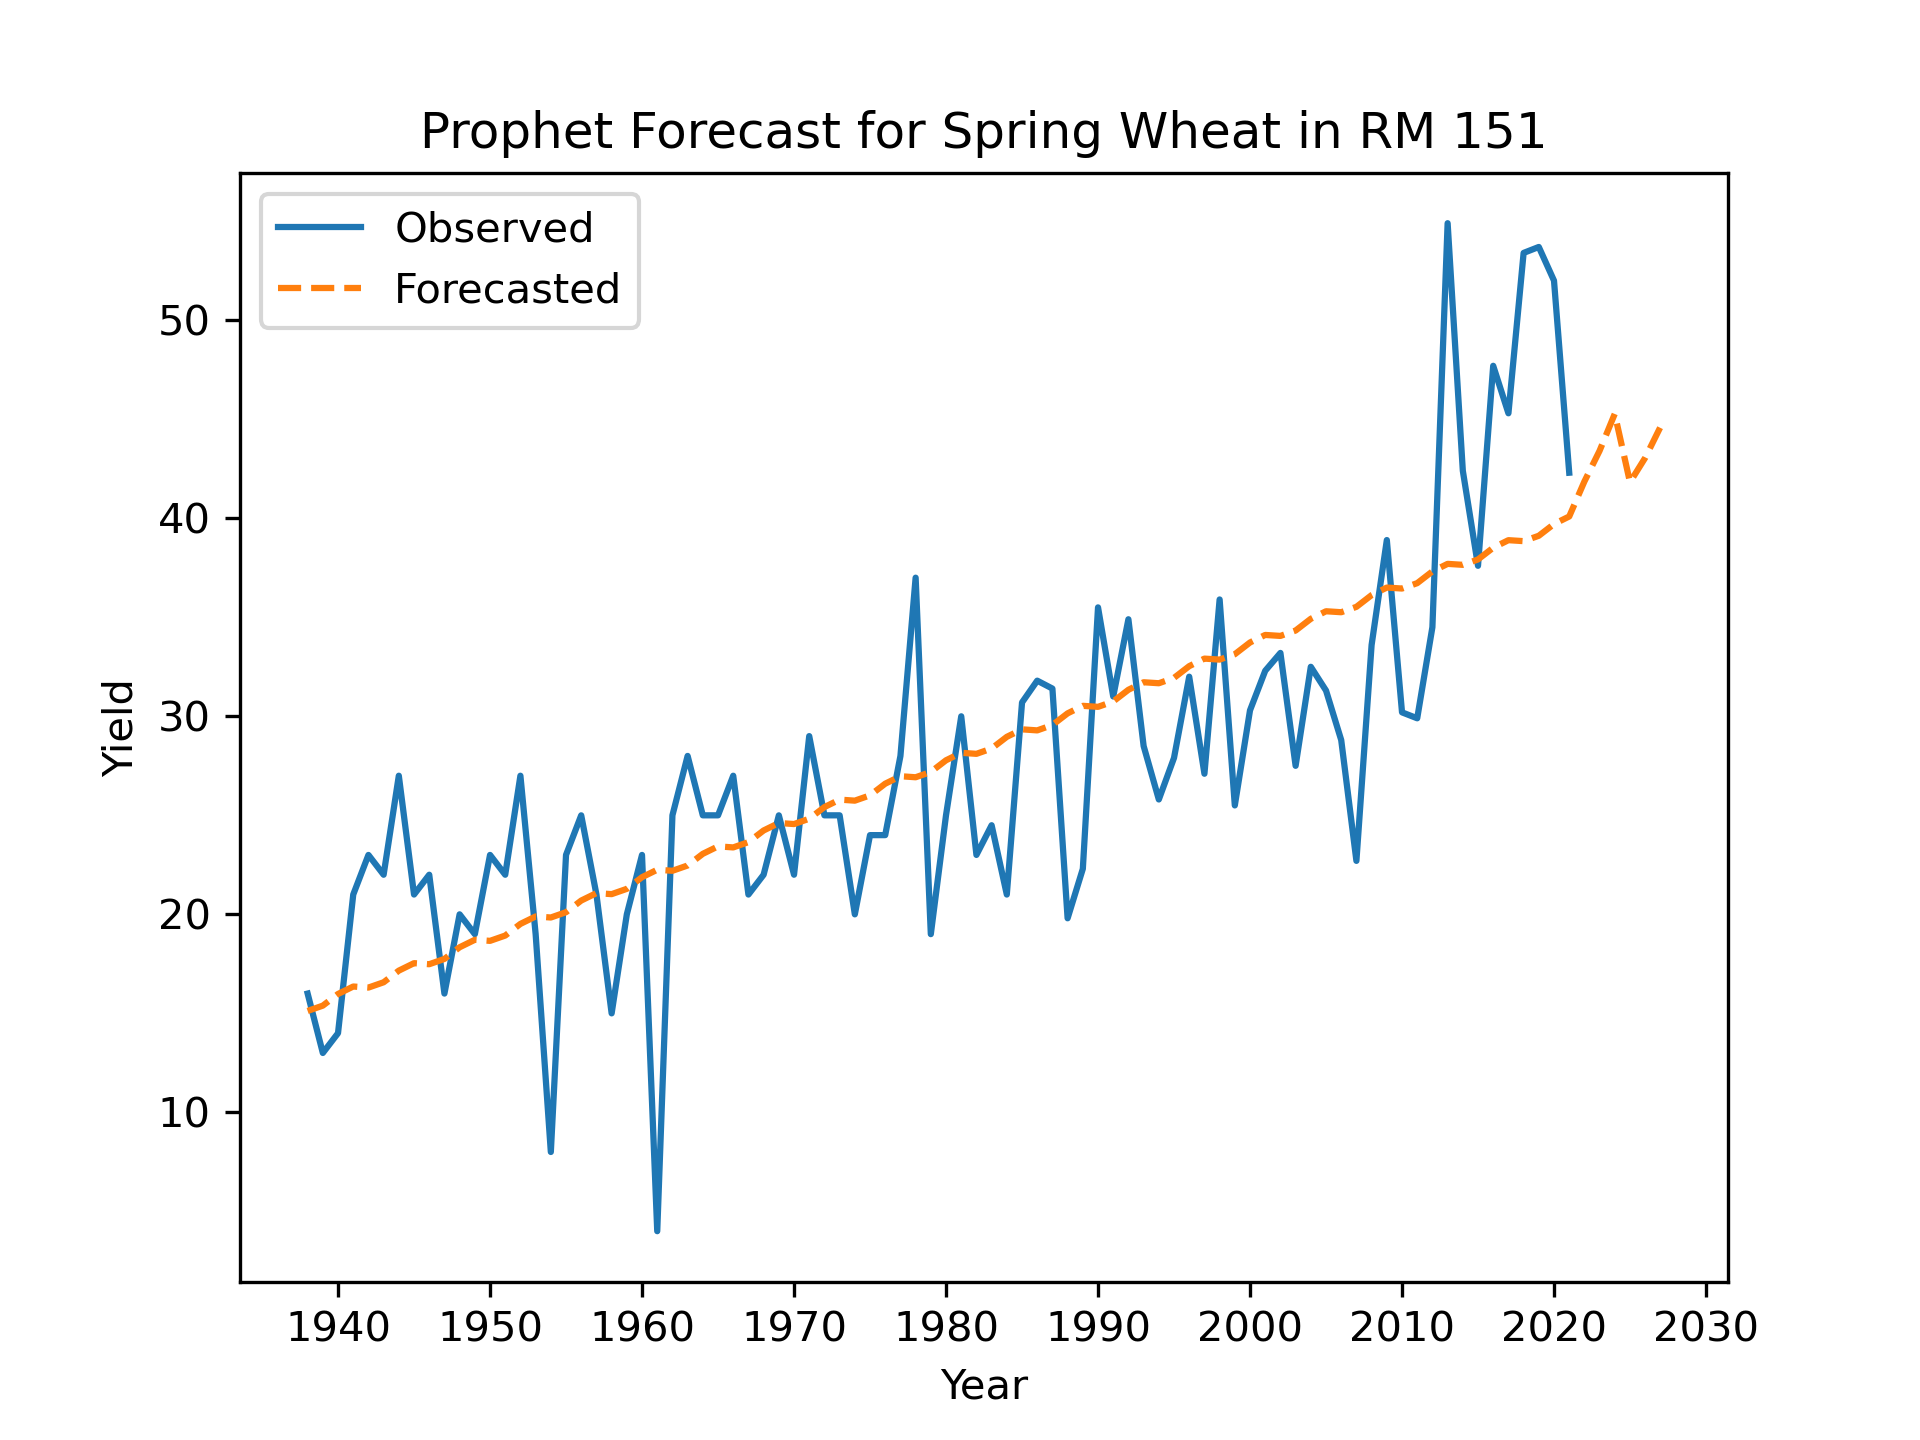 Prophet Forecast for Spring Wheat in RM 151
Observed
Forecasted
50
40
30
20
10
Yield
1940 1950 1960 1970 1980 1990 2000 2010 2020 2030
Year